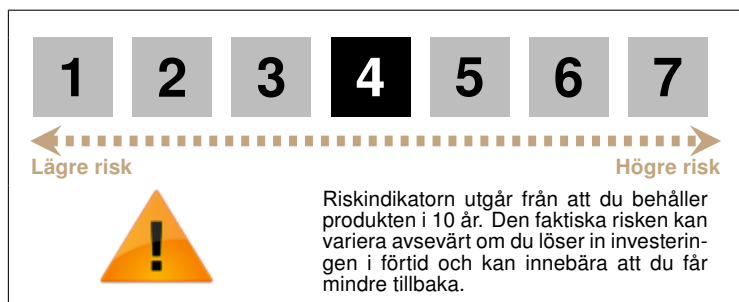 1 2 3 4 5 6 7
Lägre risk Högre risk
Riskindikatorn utgår från att du behåller
produkten i 10 år. Den faktiska risken kan
variera avsevärt om du löser in investerin-
gen i förtid och kan innebära att du får
mindre tillbaka.